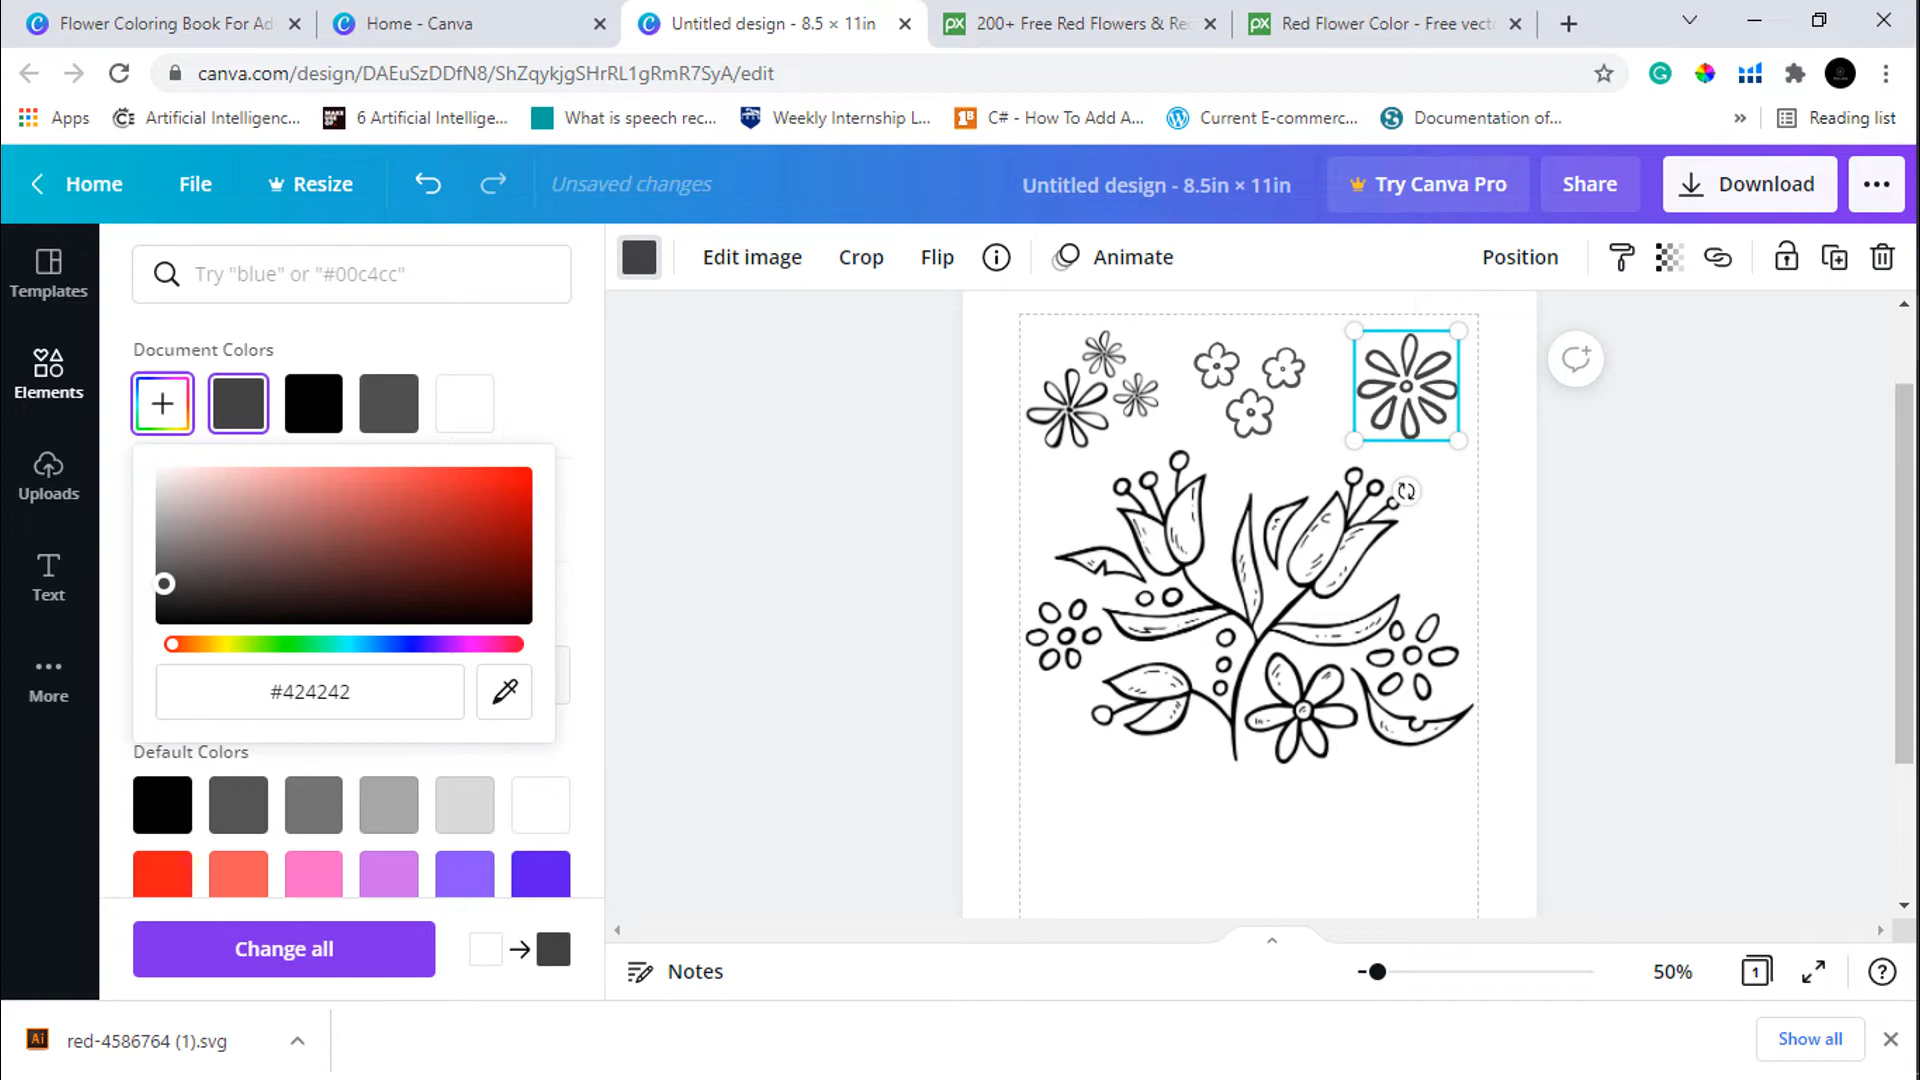 Flower Coloring Book For Ad
Home - Canva
Untitled design - 8.5 × 11in
200+ Free Red Flowers & Re
Red Flower Color - Free vect
canva.com/design/DAEuSzDDfN8/ShZqykjgSHrRL1gRmR7SyA/edit
Apps
Artificial Intelligenc...
6 Artificial Intellige...
What is speech rec...
Weekly Internship L...
C# - How To Add A...
Current E-commerc...
Documentation of...
Reading list
Home
File
Resize
Unsaved changes
Untitled design - 8.5in × 11in
Try Canva Pro
Share
Download
Templates
Elements
Uploads
Text
More
Try "blue" or "#00c4cc"
Edit image
Crop
Flip
Animate
Position
Document Colors
#424242
Default Colors
Change all
Notes
50%
1
red-4586764 (1).svg
Show all